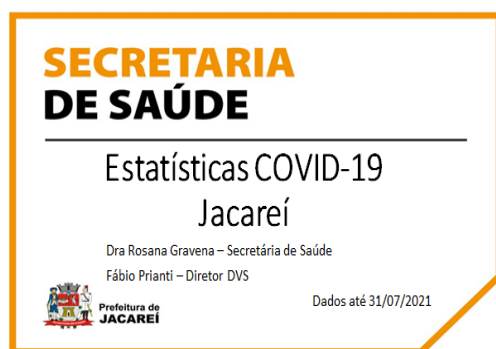 SECRETARIA
DE SAÚDE
Estatísticas COVID-19
Jacareí
Dra Rosana Gravena – Secretária de Saúde
Fábio Prianti – Diretor DVS
Dados até 31/07/2021
Prefeitura de
JACAREÍ